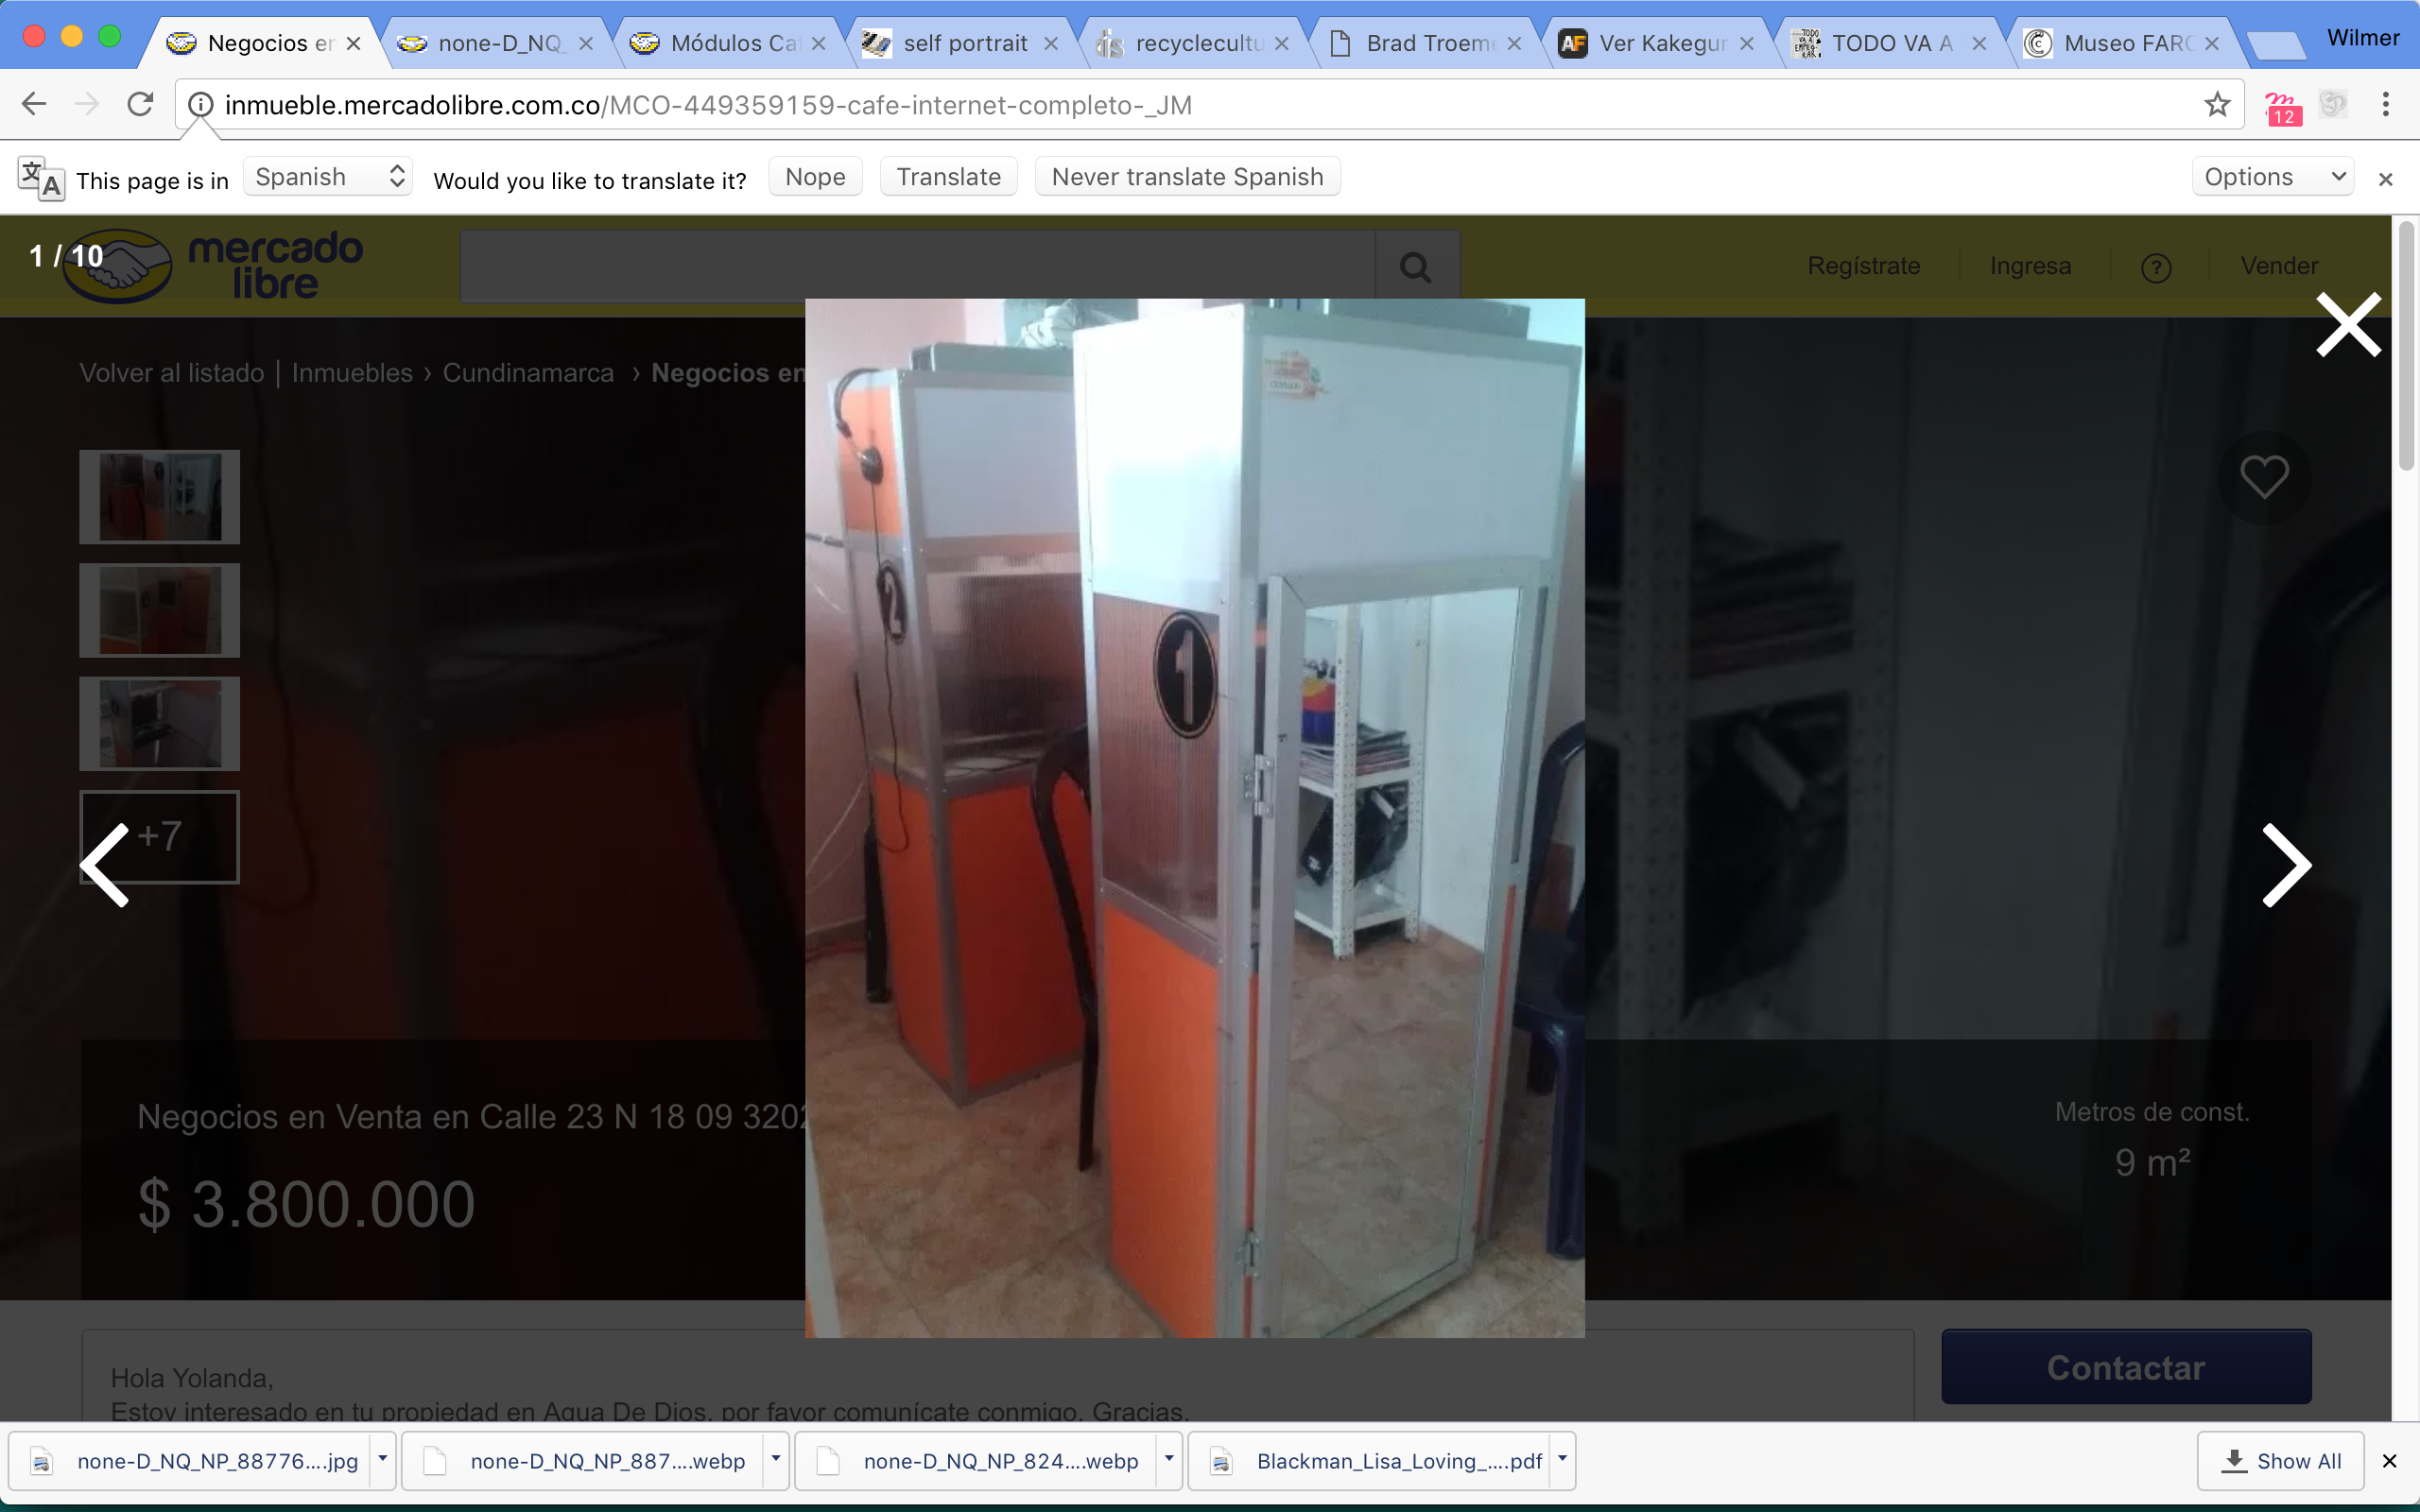 Negocios en
none-D_NQ_
Módulos Ca
self portrait
recyclecultu
Brad Troeme
Ver Kakegur
TODO VA A
Museo FARC
Wilmer
inmueble.mercadolibre.com.co/MCO-449359159-cafe-internet-completo-_JM
12
This page is in
Spanish
Would you like to translate it?
Nope
Translate
Never translate Spanish
Options
1 / 10
mercado
libre
Regístrate
Ingresa
?
Vender
Volver al listado | Inmuebles › Cundinamarca › Negocios en
2
1
+7
Negocios en Venta en Calle 23 N 18 09 3202
$ 3.800.000
Metros de const.
9 m²
Hola Yolanda,
Estoy interesado en tu propiedad en Agua De Dios, por favor comunícate conmigo. Gracias.
Contactar
none-D_NQ_NP_88776....jpg
none-D_NQ_NP_887....webp
none-D_NQ_NP_824....webp
Blackman_Lisa_Loving_....pdf
Show All